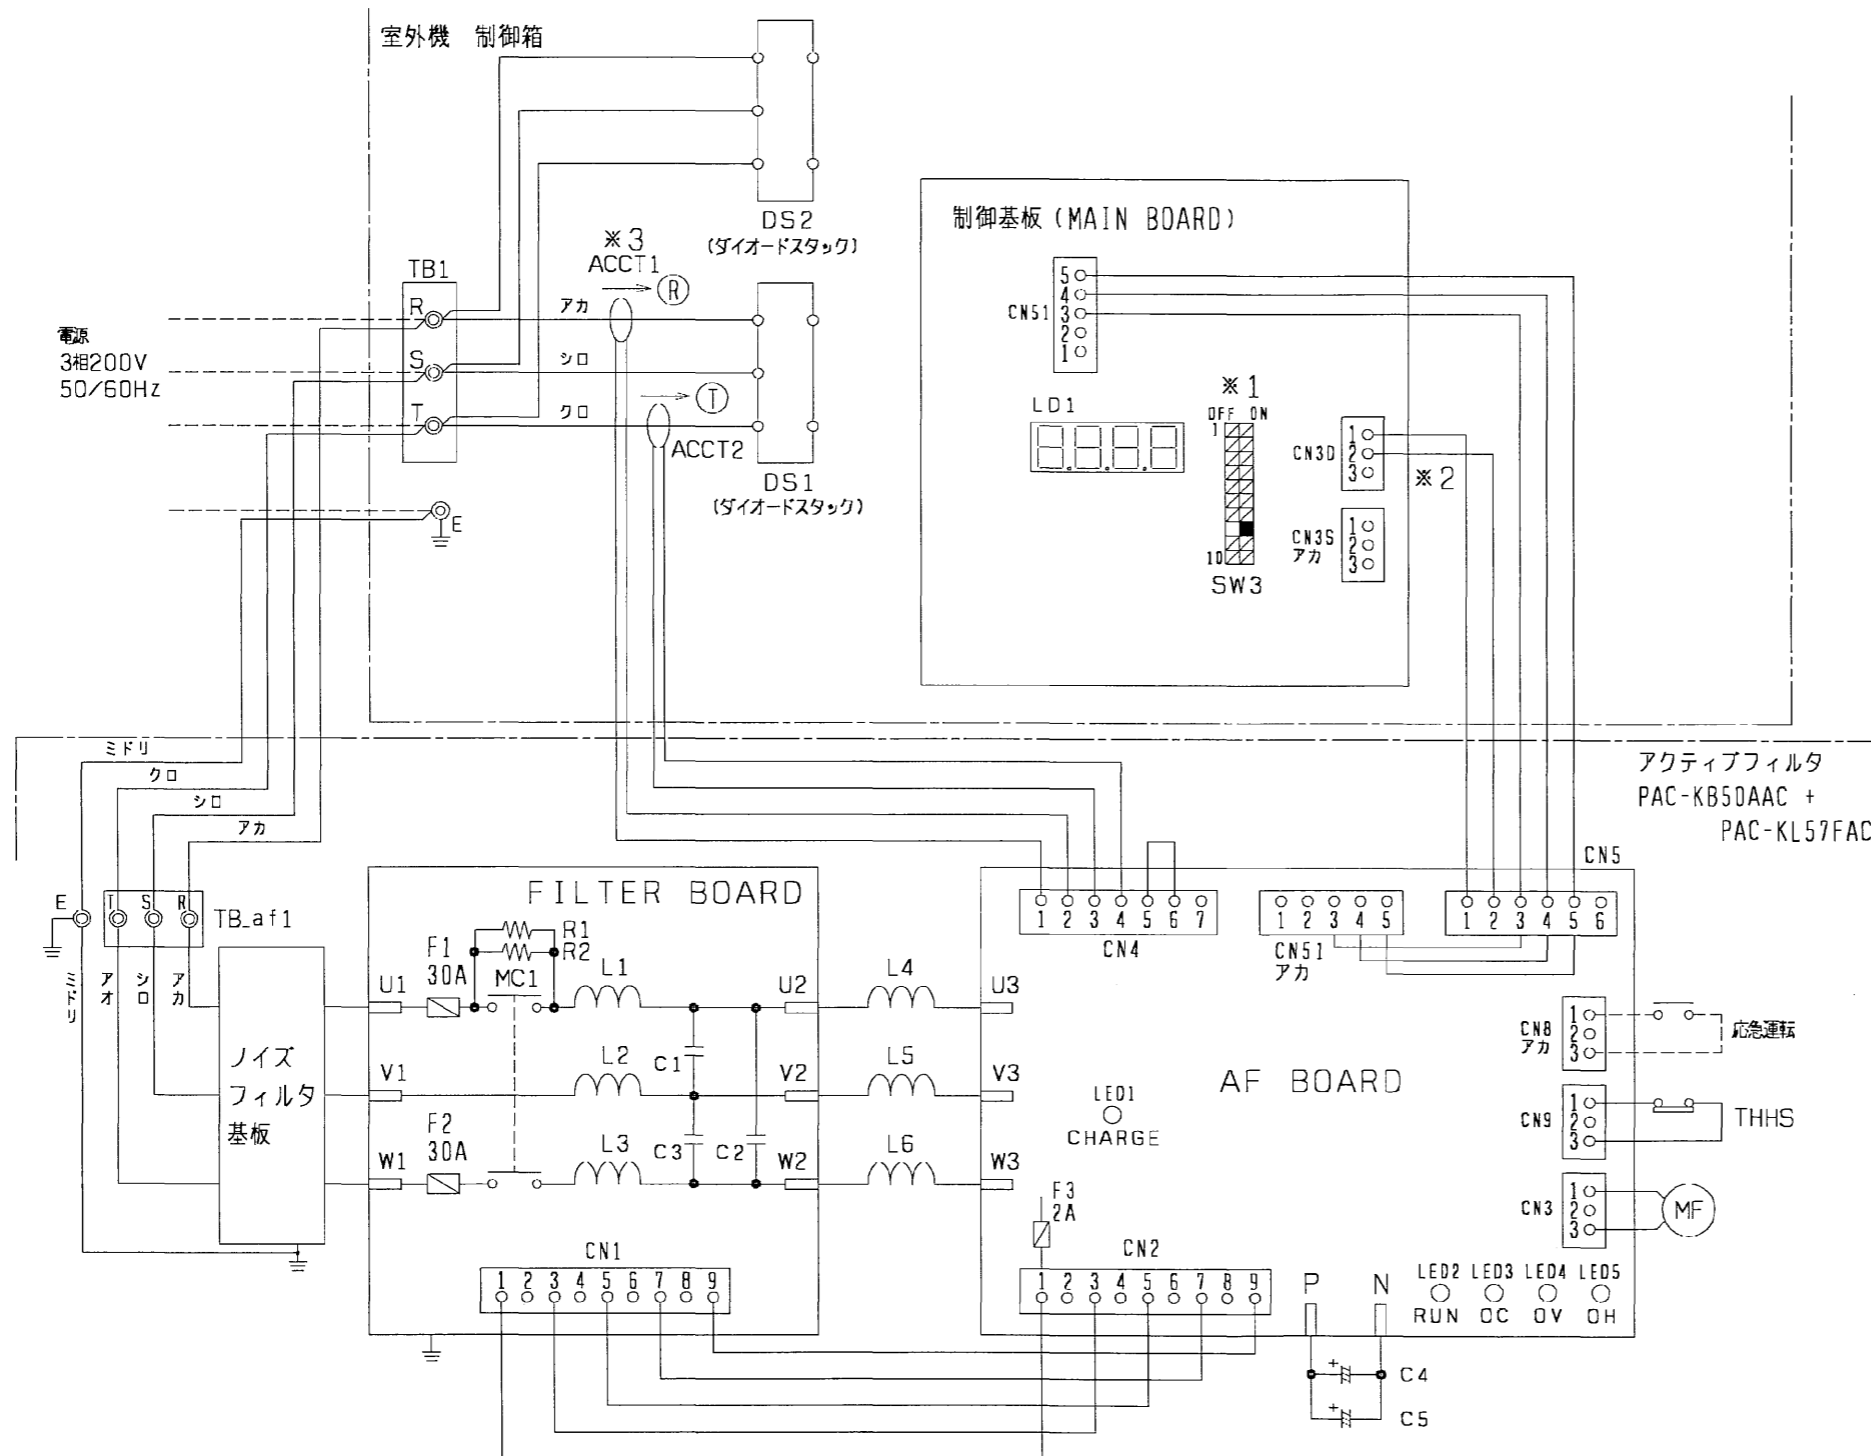 室外機 制御箱
DS2
(ダイオードスタック)
※3
ACCT1
R
TB1
R
アカ
S
シロ
T
クロ
T
ACCT2
電源
3相200V
50/60Hz
E
DS1
(ダイオードスタック)
制御基板(MAIN BOARD)
CN51
5
4
3
2
1
LD1
8.8.8.8
※1
OFF ON
1
10
SW3
CN3D
1
2
3
※2
CN3S
アカ
1
2
3
ミドリ
クロ
シロ
アカ
アクティブフィルタ
PAC-KB50AAC +
PAC-KL57FAC
E
T S R
TB_af1
ミドリ
アオ
シロ
アカ
ノイズ
フィルタ
基板
FILTER BOARD
F1
30A
R1
R2
MC1
U1
L1
U2
L4
U3
V1
L2
C1
V2
L5
V3
F2
30A
W1
L3
C3
C2
W2
L6
W3
CN1
1 2 3 4 5 6 7 8 9
1 2 3 4 5 6 7
CN4
1 2 3 4 5
CN51
アカ
CN5
1 2 3 4 5 6
AF BOARD
LED1
CHARGE
CN8
アカ
1
2
3
応急運転
CN9
1
2
3
THHS
CN3
1
2
3
MF
F3
2A
CN2
1 2 3 4 5 6 7 8 9
P
N
LED2 LED3 LED4 LED5
RUN OC OV OH
+
C4
+
C5